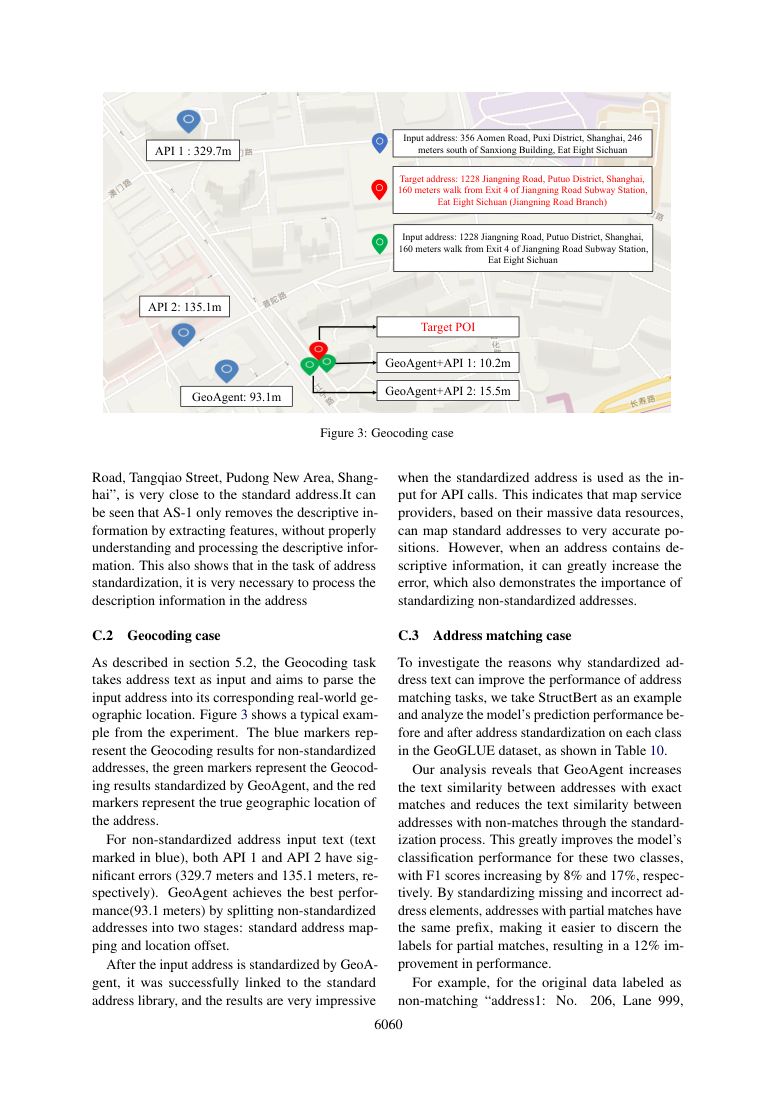 API 1 : 329.7m
Input address: 356 Aomen Road, Puxi District, Shanghai, 246
meters south of Sanxiong Building, Eat Eight Sichuan
澳门路
路
Target address: 1228 Jiangning Road, Putuo District, Shanghai,
160 meters walk from Exit 4 of Jiangning Road Subway Station,
Eat Eight Sichuan (Jiangning Road Branch)
路
Input address: 1228 Jiangning Road, Putuo District, Shanghai,
160 meters walk from Exit 4 of Jiangning Road Subway Station,
Eat Eight Sichuan
API 2: 135.1m
普陀路
Target POI
化
GeoAgent+API 1: 10.2m
GeoAgent: 93.1m
GeoAgent+API 2: 15.5m
长寿路
Figure 3: Geocoding case
Road, Tangqiao Street, Pudong New Area, Shang-
hai”, is very close to the standard address.It can
be seen that AS-1 only removes the descriptive in-
formation by extracting features, without properly
understanding and processing the descriptive infor-
mation. This also shows that in the task of address
standardization, it is very necessary to process the
description information in the address
C.2 Geocoding case
As described in section 5.2, the Geocoding task
takes address text as input and aims to parse the
input address into its corresponding real-world ge-
ographic location. Figure 3 shows a typical exam-
ple from the experiment. The blue markers rep-
resent the Geocoding results for non-standardized
addresses, the green markers represent the Geocod-
ing results standardized by GeoAgent, and the red
markers represent the true geographic location of
the address.
For non-standardized address input text (text
marked in blue), both API 1 and API 2 have sig-
nificant errors (329.7 meters and 135.1 meters, re-
spectively). GeoAgent achieves the best perfor-
mance(93.1 meters) by splitting non-standardized
addresses into two stages: standard address map-
ping and location offset.
After the input address is standardized by GeoA-
gent, it was successfully linked to the standard
address library, and the results are very impressive
when the standardized address is used as the in-
put for API calls. This indicates that map service
providers, based on their massive data resources,
can map standard addresses to very accurate po-
sitions. However, when an address contains de-
scriptive information, it can greatly increase the
error, which also demonstrates the importance of
standardizing non-standardized addresses.
C.3 Address matching case
To investigate the reasons why standardized ad-
dress text can improve the performance of address
matching tasks, we take StructBert as an example
and analyze the model’s prediction performance be-
fore and after address standardization on each class
in the GeoGLUE dataset, as shown in Table 10.
Our analysis reveals that GeoAgent increases
the text similarity between addresses with exact
matches and reduces the text similarity between
addresses with non-matches through the standard-
ization process. This greatly improves the model’s
classification performance for these two classes,
with F1 scores increasing by 8% and 17%, respec-
tively. By standardizing missing and incorrect ad-
dress elements, addresses with partial matches have
the same prefix, making it easier to discern the
labels for partial matches, resulting in a 12% im-
provement in performance.
For example, for the original data labeled as
non-matching “address1: No. 206, Lane 999,
6060